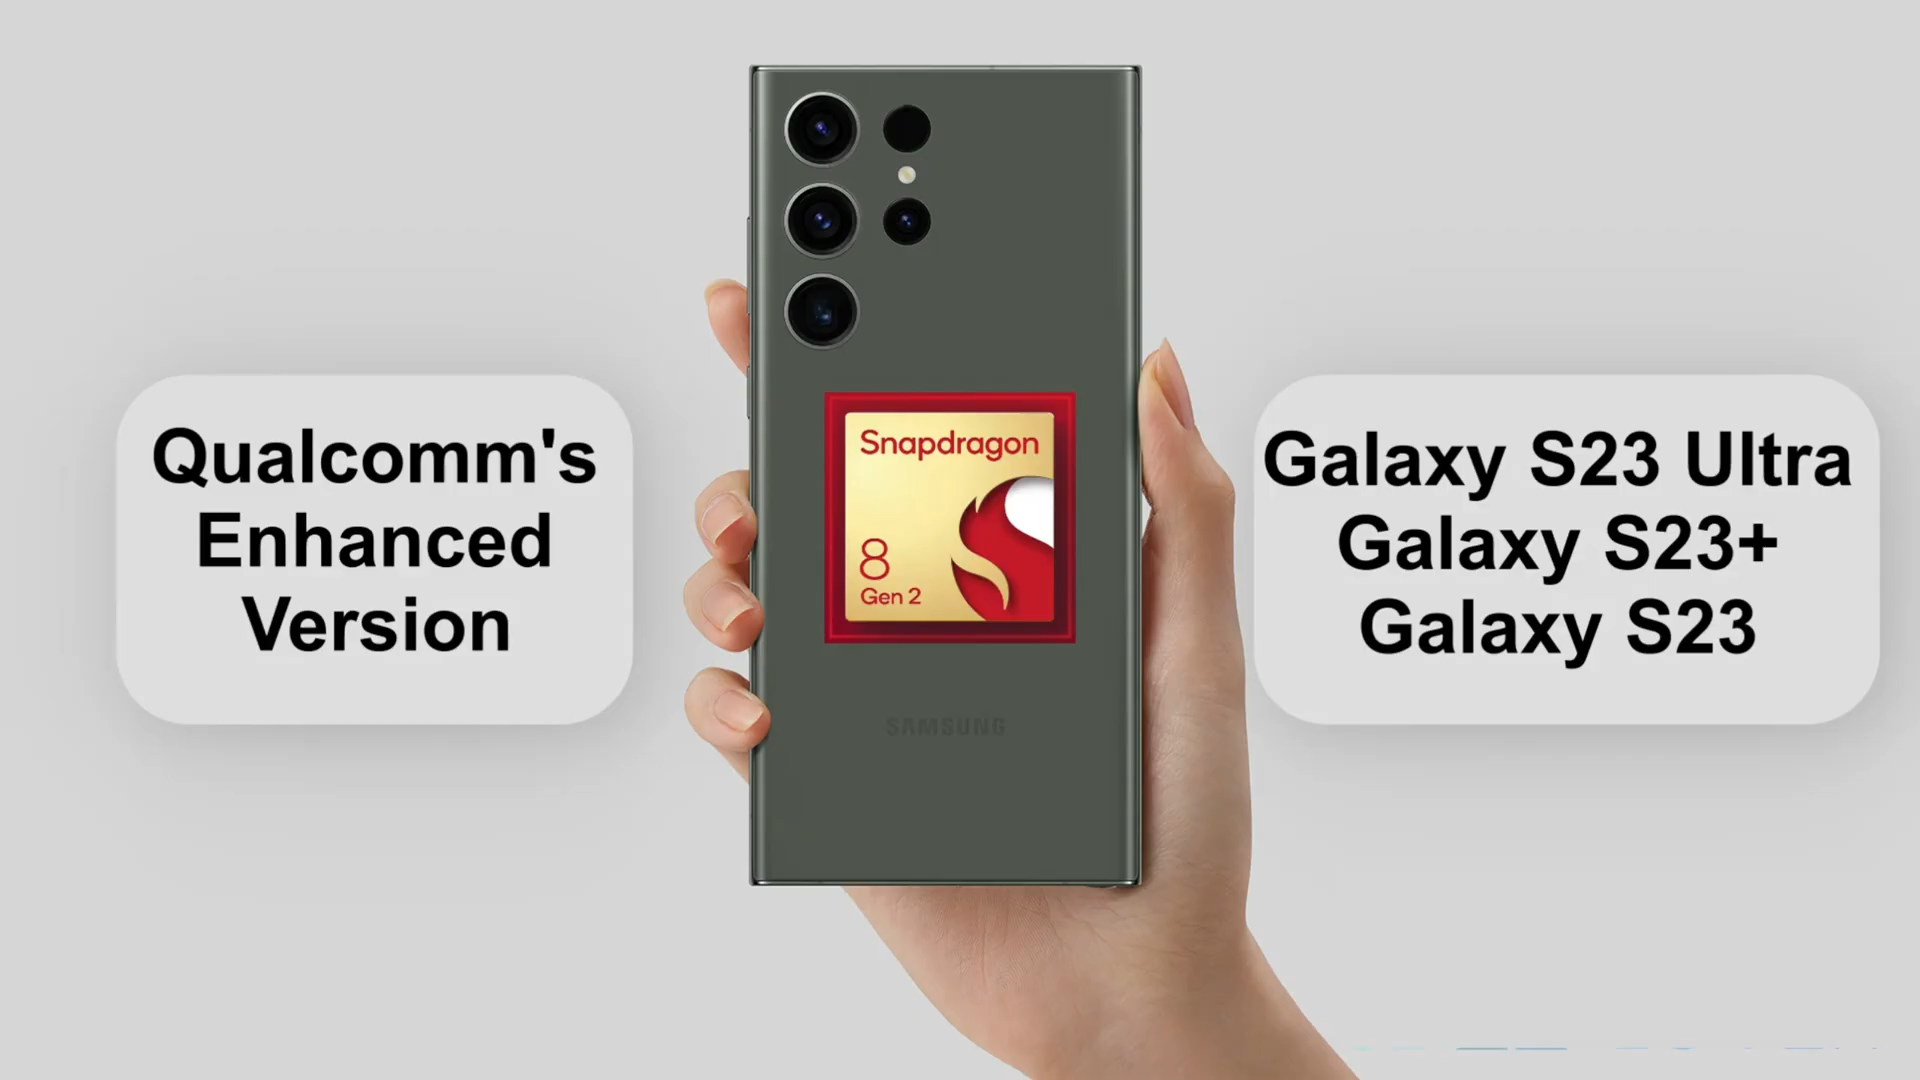 Qualcomm's
Enhanced
Version
Snapdragon
8
Gen 2
SAMSUNG
Galaxy S23 Ultra
Galaxy S23+
Galaxy S23